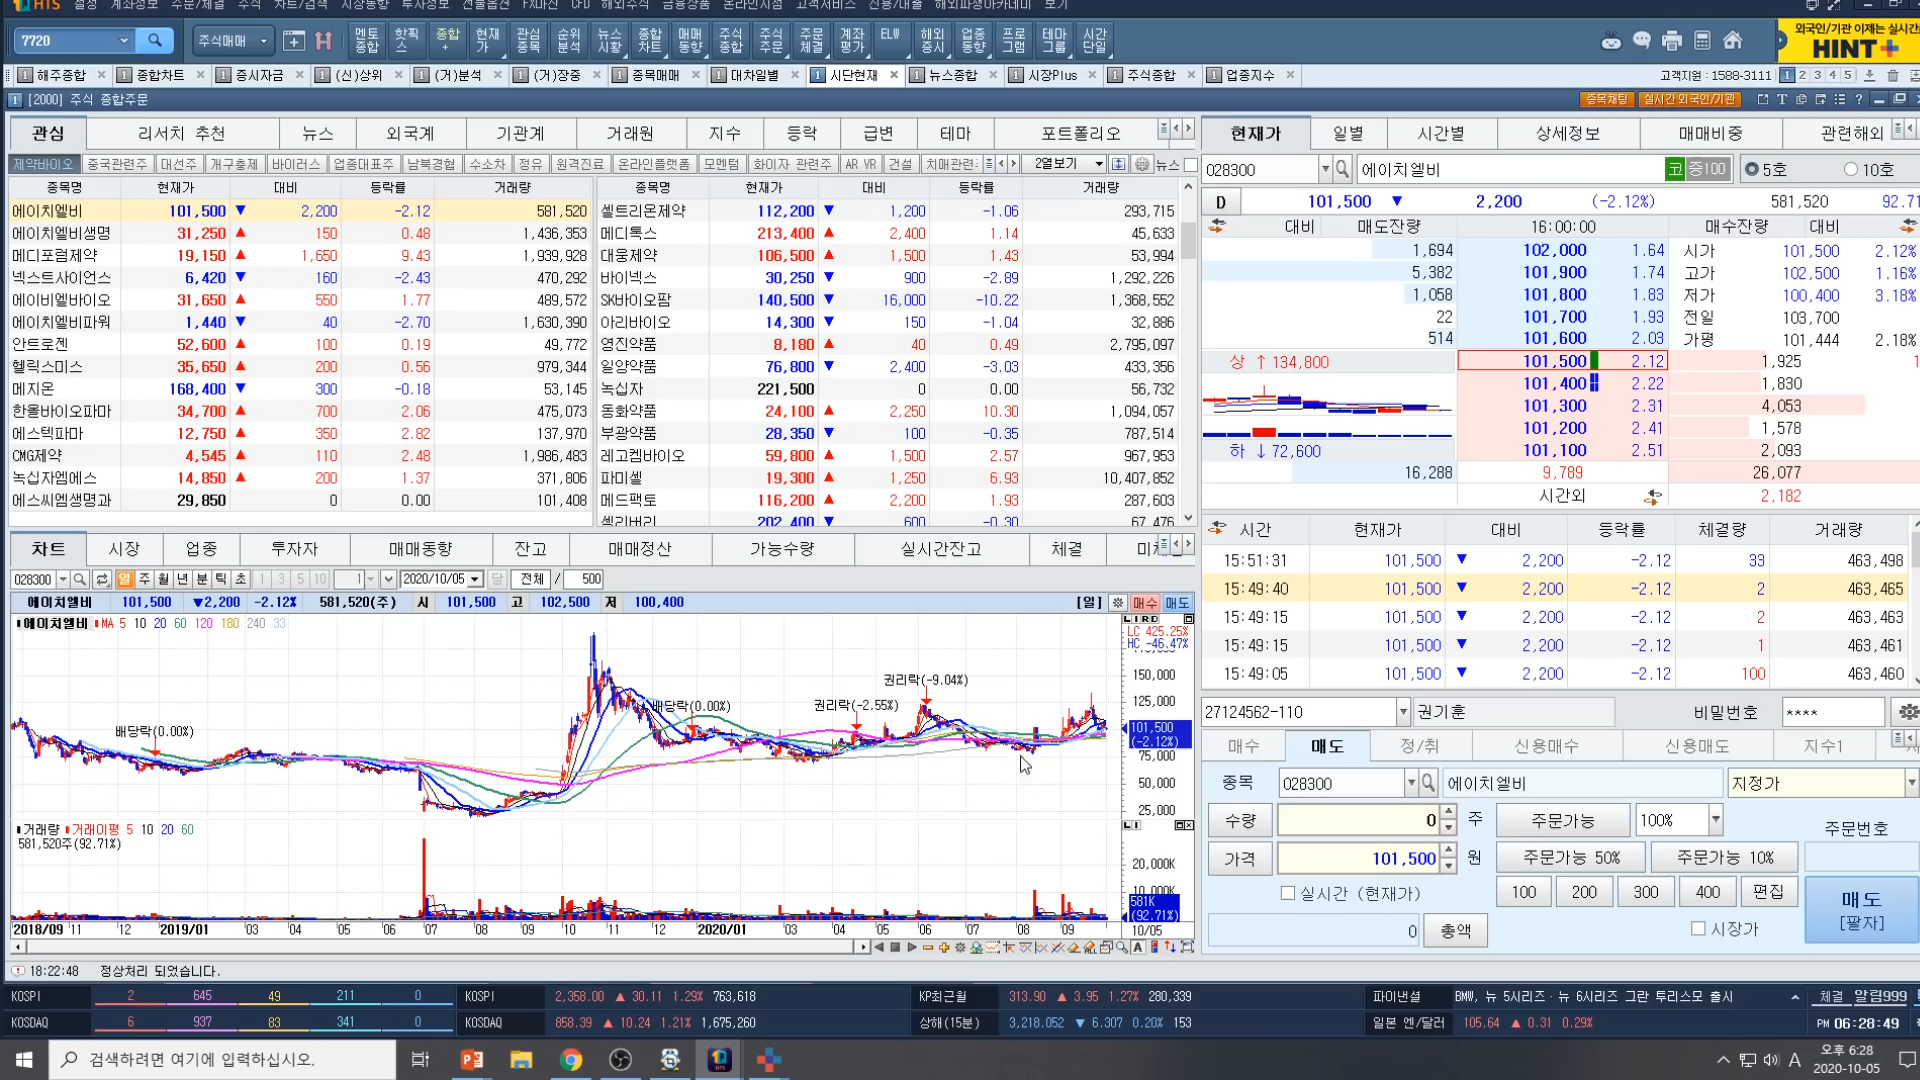 HTS 설정 계좌정보 주문/체결 주식 차트/검색 시장동향 투자정보 선물옵션 FX마진 CFD 해외주식 금융상품 온라인지점 고객서비스 신용/대출 해외파생아카데미 보기
7720 주식매매 멘토종합 핫픽스 종합+ 현재가 관심종목 순위분석 뉴스시황 종합차트 매매동향 주식종합 주식주문 주문체결 계좌평가 ELW 해외증시 업종동향 프로그램 테마그룹 시간단일
외국인/기관 이제는 실시간
HINT+
1 해주종합 1 종합차트 1 증시자금 1 (신)상위 1 (거)분석 1 (거)장중 1 종목매매 1 대차일별 1 시단현재 1 뉴스종합 1 시장Plus 1 주식종합 1 업종지수 고객지원 : 1588-3111 1 2 3 4 5
1 [2000] 주식 종합주문 종목채팅 실시간 외국인/기관
관심 리서치 추천 뉴스 외국계 기관계 거래원 지수 등락 급변 테마 포트폴리오
제약바이오 중국관련주 대선주 개구충제 바이러스 업종대표주 남북경협 수소차 정유 원격진료 온라인플랫폼 모멘텀 화이자 관련주 AR VR 건설 치매관련 2열보기 뉴스
종목명 현재가 대비 등락률 거래량 종목명 현재가 대비 등락률 거래량
에이치엘비 101,500 ▼ 2,200 -2.12 581,520 셀트리온제약 112,200 ▼ 1,200 -1.06 293,715
에이치엘비생명 31,250 ▲ 150 0.48 1,436,353 메디톡스 213,400 ▲ 2,400 1.14 45,633
메디포럼제약 19,150 ▲ 1,650 9.43 1,939,928 대웅제약 106,500 ▲ 1,500 1.43 53,994
넥스트사이언스 6,420 ▼ 160 -2.43 470,292 바이넥스 30,250 ▼ 900 -2.89 1,292,226
에이비엘바이오 31,650 ▲ 550 1.77 489,572 SK바이오팜 140,500 ▼ 16,000 -10.22 1,368,552
에이치엘비파워 1,440 ▼ 40 -2.70 1,630,390 아리바이오 14,300 ▼ 150 -1.04 32,886
안트로젠 52,600 ▲ 100 0.19 49,772 영진약품 8,180 ▲ 40 0.49 2,795,097
헬릭스미스 35,650 ▲ 200 0.56 979,344 일양약품 76,800 ▼ 2,400 -3.03 433,356
메지온 168,400 ▼ 300 -0.18 53,145 녹십자 221,500 0 0.00 56,732
한올바이오파마 34,700 ▲ 700 2.06 475,073 동화약품 24,100 ▲ 2,250 10.30 1,094,057
에스텍파마 12,750 ▲ 350 2.82 137,970 부광약품 28,350 ▼ 100 -0.35 787,514
CMG제약 4,545 ▲ 110 2.48 1,986,483 레고켐바이오 59,800 ▲ 1,500 2.57 967,953
녹십자엠에스 14,850 ▲ 200 1.37 371,806 파미셀 19,300 ▲ 1,250 6.93 10,407,852
에스씨엠생명과 29,850 0 0.00 101,408 메드팩토 116,200 ▲ 2,200 1.93 287,603
셀리버리 202,400 ▼ 600 -0.30 67,476
차트 시장 업종 투자자 매매동향 잔고 매매정산 가능수량 실시간잔고 체결 미체
028300 일 주 월 년 분 틱 초 1 3 5 10 1 2020/10/05 당 전체 / 500
에이치엘비 101,500 ▼2,200 -2.12% 581,520(주) 시 101,500 고 102,500 저 100,400 [일] 매수 매도
에이치엘비 MA 5 10 20 60 120 180 240 33
LC 425.25%
HC -46.47%
배당락(0.00%) 배당락(0.00%) 권리락(-2.55%) 권리락(-9.04%)
150,000
125,000
101,500
(-2.12%)
75,000
50,000
25,000
거래량 거래이평 5 10 20 60
581,520주(92.71%)
20,000K
10,000K
581K
(92.71%)
2018/09 11 12 2019/01 03 04 05 06 07 08 09 10 11 12 2020/01 03 04 05 06 07 08 09 10/05
18:22:48 정상처리 되었습니다.
현재가 일별 시간별 상세정보 매매비중 관련해외
028300 에이치엘비 코 증100 5호 10호
D 101,500 ▼ 2,200 (-2.12%) 581,520 92.71
대비 매도잔량 16:00:00 매수잔량 대비
1,694 102,000 1.64 시가 101,500 2.12%
5,382 101,900 1.74 고가 102,500 1.16%
1,058 101,800 1.83 저가 100,400 3.18%
22 101,700 1.93 전일 103,700
514 101,600 2.03 가평 101,444 2.18%
상 ↑ 134,800 101,500 2.12 1,925
101,400 2.22 1,830
101,300 2.31 4,053
101,200 2.41 1,578
하 ↓ 72,600 101,100 2.51 2,093
16,288 9,789 26,077
시간외 2,182
시간 현재가 대비 등락률 체결량 거래량
15:51:31 101,500 ▼ 2,200 -2.12 33 463,498
15:49:40 101,500 ▼ 2,200 -2.12 2 463,465
15:49:15 101,500 ▼ 2,200 -2.12 2 463,463
15:49:15 101,500 ▼ 2,200 -2.12 1 463,461
15:49:05 101,500 ▼ 2,200 -2.12 100 463,460
27124562-110 권기훈 비밀번호 ****
매수 매도 정/취 신용매수 신용매도 지수1
종목 028300 에이치엘비 지정가
수량 0 주 주문가능 100% 주문번호
가격 101,500 원 주문가능 50% 주문가능 10%
실시간 (현재가) 100 200 300 400 편집 매도
[팔자]
0 총액 시장가
KOSPI 2 645 49 211 0 KOSPI 2,358.00 ▲ 30.11 1.29% 763,618 KP최근월 313.90 ▲ 3.95 1.27% 280,339 파이낸셜 BMW, 뉴 5시리즈·뉴 6시리즈 그란 투리스모 출시 체결 알림999
KOSDAQ 6 937 83 341 0 KOSDAQ 858.39 ▲ 10.24 1.21% 1,675,260 상해(15분) 3,218.052 ▼ 6.307 0.20% 153 일본 엔/달러 105.64 ▲ 0.31 0.29% PM 06:28:49
검색하려면 여기에 입력하십시오. A 오후 6:28
2020-10-05